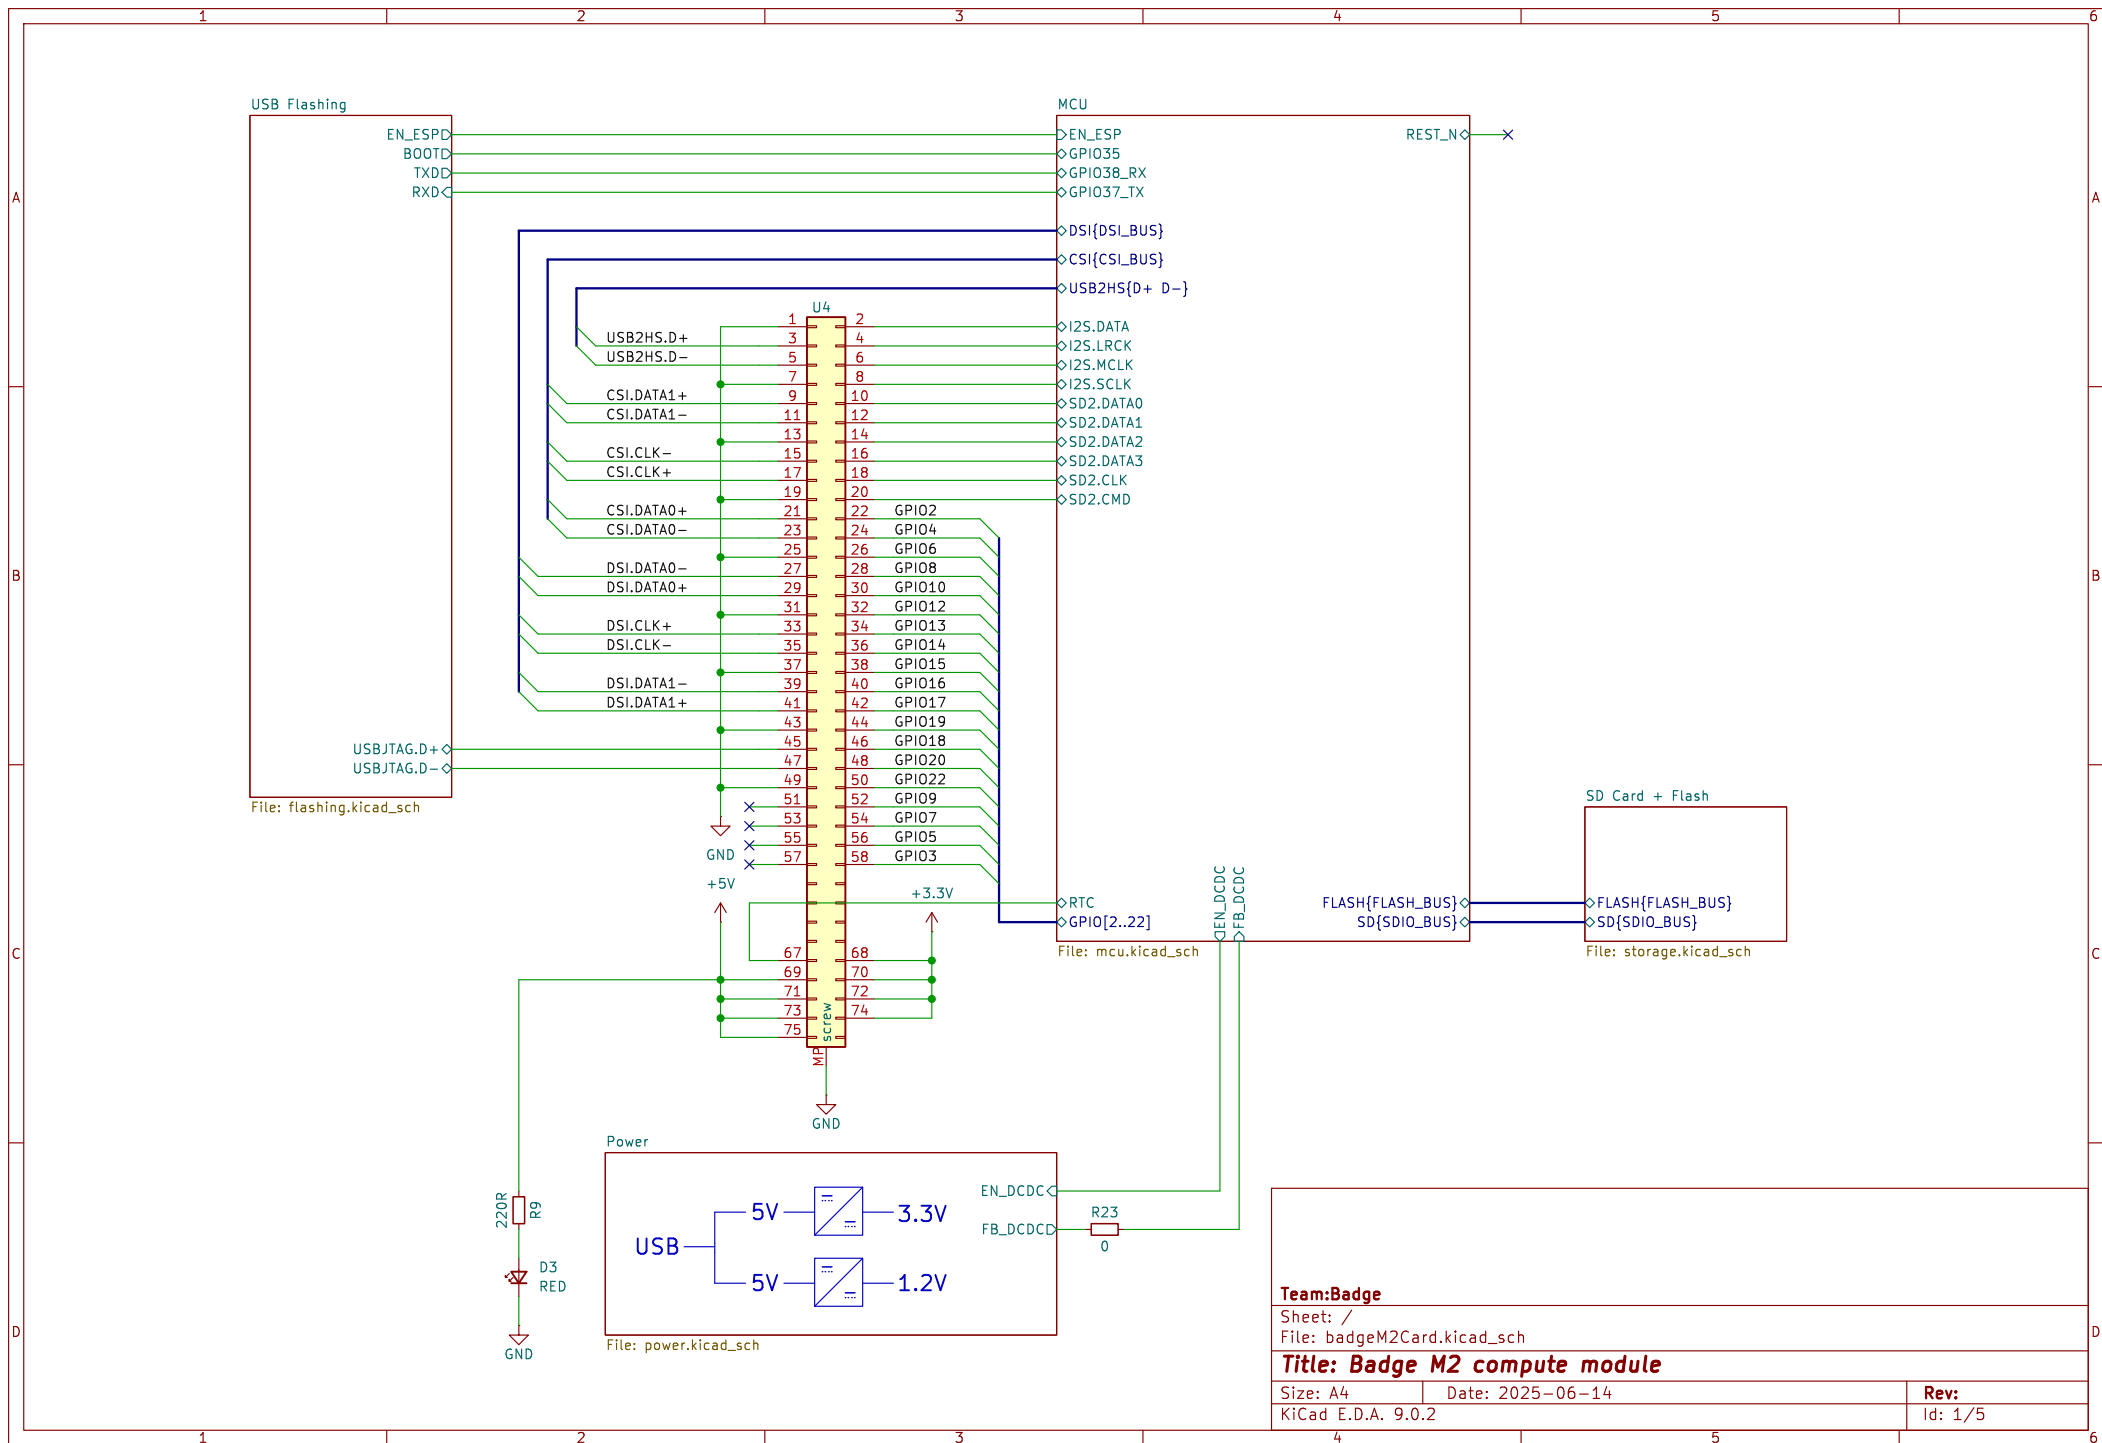 1 2 3 4 5 6
USB Flashing
EN_ESP
BOOT
TXD
RXD
USBJTAG.D+
USBJTAG.D-
File: flashing.kicad_sch
MCU
EN_ESP
GPIO35
GPIO38_RX
GPIO37_TX
DSI{DSI_BUS}
CSI{CSI_BUS}
USB2HS{D+ D-}
I2S.DATA
I2S.LRCK
I2S.MCLK
I2S.SCLK
SD2.DATA0
SD2.DATA1
SD2.DATA2
SD2.DATA3
SD2.CLK
SD2.CMD
RTC
GPIO[2..22]
REST_N
EN_DCDC
FB_DCDC
FLASH{FLASH_BUS}
SD{SDIO_BUS}
File: mcu.kicad_sch
U4
1 2
USB2HS.D+ 3 4
USB2HS.D- 5 6
7 8
CSI.DATA1+ 9 10
CSI.DATA1- 11 12
13 14
CSI.CLK- 15 16
CSI.CLK+ 17 18
19 20
CSI.DATA0+ 21 22 GPIO2
CSI.DATA0- 23 24 GPIO4
25 26 GPIO6
DSI.DATA0- 27 28 GPIO8
DSI.DATA0+ 29 30 GPIO10
31 32 GPIO12
DSI.CLK+ 33 34 GPIO13
DSI.CLK- 35 36 GPIO14
37 38 GPIO15
DSI.DATA1- 39 40 GPIO16
DSI.DATA1+ 41 42 GPIO17
43 44 GPIO19
45 46 GPIO18
47 48 GPIO20
49 50 GPIO22
51 52 GPIO9
53 54 GPIO7
55 56 GPIO5
57 58 GPIO3
GND
+5V
+3.3V
67 68
69 70
71 72
73 74
75
screw
MP
GND
SD Card + Flash
FLASH{FLASH_BUS}
SD{SDIO_BUS}
File: storage.kicad_sch
220R
R9
D3
RED
GND
Power
EN_DCDC
FB_DCDC
5V 3.3V
USB
5V 1.2V
File: power.kicad_sch
R23
0
A
B
C
D
A
B
C
D
Team:Badge
Sheet: /
File: badgeM2Card.kicad_sch
Title: Badge M2 compute module
Size: A4 Date: 2025-06-14 Rev:
KiCad E.D.A. 9.0.2 Id: 1/5
1 2 3 4 5 6